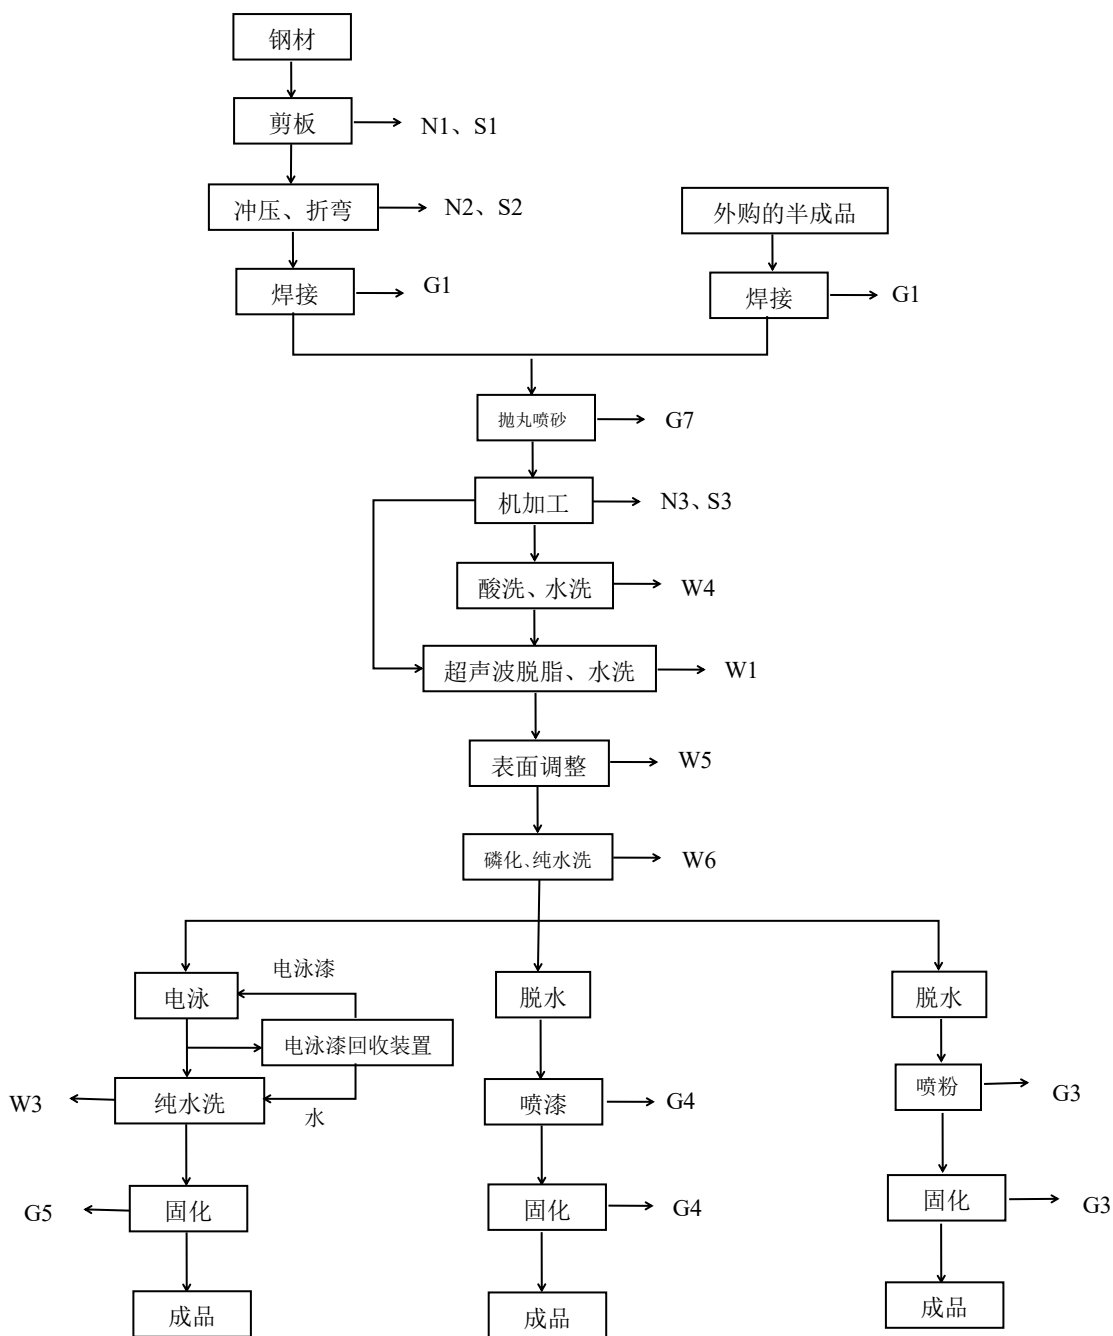 钢材
剪板
N1、S1
冲压、折弯
N2、S2
外购的半成品
焊接
G1
焊接
G1
抛丸喷砂
G7
机加工
N3、S3
酸洗、水洗
W4
超声波脱脂、水洗
W1
表面调整
W5
磷化、纯水洗
W6
电泳漆
电泳
脱水
脱水
电泳漆回收装置
W3
纯水洗
水
喷漆
G4
喷粉
G3
G5
固化
固化
G4
固化
G3
成品
成品
成品